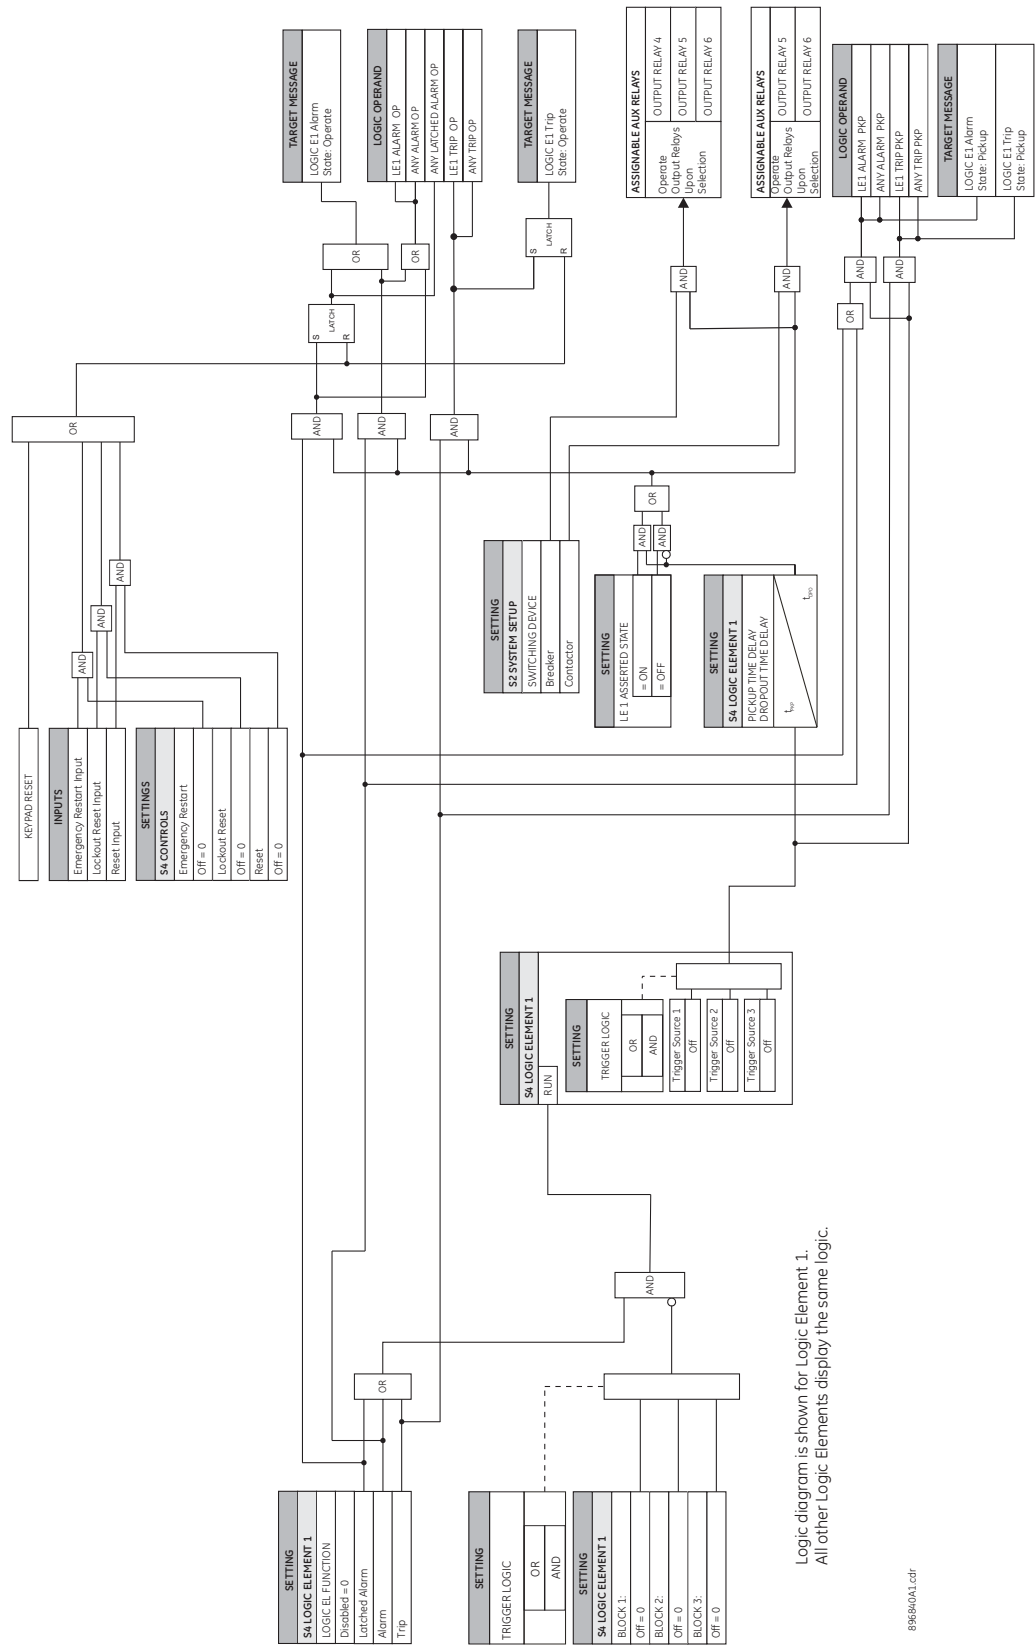 SETTING
S4 LOGIC ELEMENT 1
LOGIC EL FUNCTION
Disabled = 0
Latched Alarm
Alarm
Trip
SETTING
TRIGGER LOGIC
OR
AND
SETTING
S4 LOGIC ELEMENT 1
BLOCK 1:
Off = 0
BLOCK 2:
Off = 0
BLOCK 3:
Off = 0
OR
AND
SETTING
S4 LOGIC ELEMENT 1
RUN
SETTING
TRIGGER LOGIC
OR
AND
Trigger Source 1
Off
Trigger Source 2
Off
Trigger Source 3
Off
KEYPAD RESET
INPUTS
Emergency Restart Input
Lockout Reset Input
Reset Input
SETTINGS
S4 CONTROLS
Emergency Restart
Off = 0
Lockout Reset
Off = 0
Reset
Off = 0
AND
AND
AND
OR
SETTING
S2 SYSTEM SETUP
SWITCHING DEVICE
Breaker
Contactor
SETTING
LE 1 ASSERTED STATE
= ON
= OFF
SETTING
S4 LOGIC ELEMENT 1
PICKUP TIME DELAY
DROPOUT TIME DELAY
AND
AND
OR
AND
AND
AND
S
LATCH
R
OR
OR
S
LATCH
R
AND
AND
OR
AND
AND
TARGET MESSAGE
LOGIC E1 Alarm
State: Operate
LOGIC OPERAND
LE1 ALARM OP
ANY ALARM OP
ANY LATCHED ALARM OP
LE1 TRIP OP
ANY TRIP OP
TARGET MESSAGE
LOGIC E1 Trip
State: Operate
ASSIGNABLE AUX RELAYS
Operate
Output Relays
Upon
Selection
OUTPUT RELAY 4
OUTPUT RELAY 5
OUTPUT RELAY 6
ASSIGNABLE AUX RELAYS
Operate
Output Relays
Upon
Selection
OUTPUT RELAY 5
OUTPUT RELAY 6
LOGIC OPERAND
LE1 ALARM PKP
ANY ALARM PKP
LE1 TRIP PKP
ANY TRIP PKP
TARGET MESSAGE
LOGIC E1 Alarm
State: Pickup
LOGIC E1 Trip
State: Pickup
Logic diagram is shown for Logic Element 1.
All other Logic Elements display the same logic.
896840A1.cdr